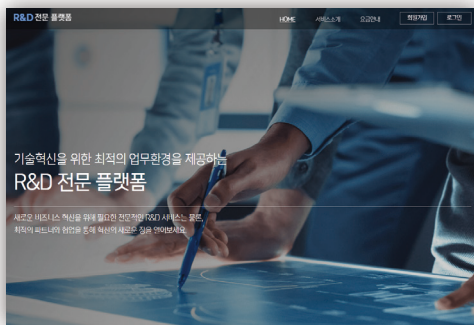 R&D 전문 플랫폼
HOME 서비스소개 요금안내 회원가입 로그인
기술혁신을 위한 최적의 업무환경을 제공하는
R&D 전문 플랫폼
새로운 비즈니스 혁신을 위해 필요한 전문적인 R&D 서비스는 물론,
최적의 파트너와 협업을 통해 혁신의 새로운 장을 열어보세요.